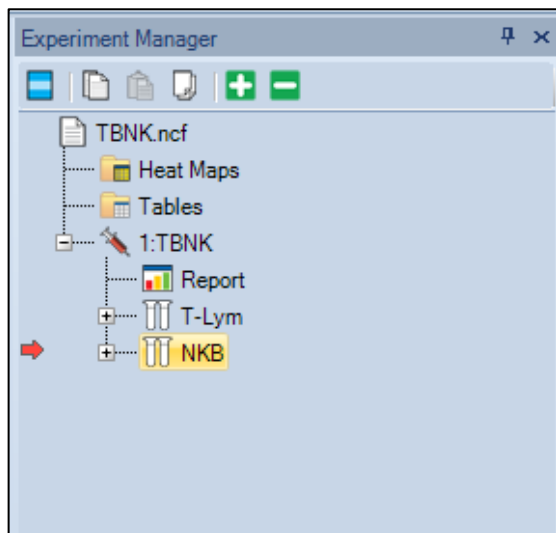 Experiment Manager
TBNK.ncf
Heat Maps
Tables
1:TBNK
Report
T-Lym
NKB